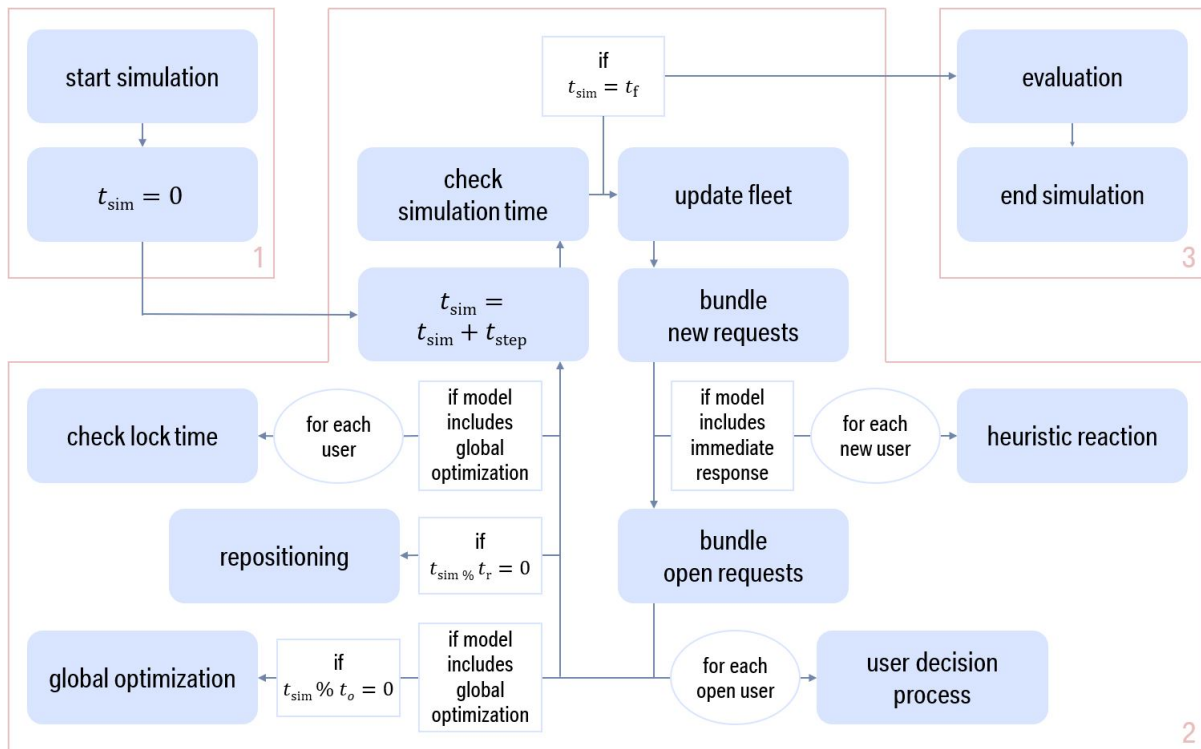 start simulation
t_sim = 0
1
if
t_sim = t_f
check
simulation time
update fleet
evaluation
end simulation
3
t_sim =
t_sim + t_step
bundle
new requests
check lock time
for each
user
if model
includes
global
optimization
if model
includes
immediate
response
for each
new user
heuristic reaction
repositioning
if
t_sim % t_r = 0
bundle
open requests
global optimization
if
t_sim % t_o = 0
if model
includes
global
optimization
for each
open user
user decision
process
2